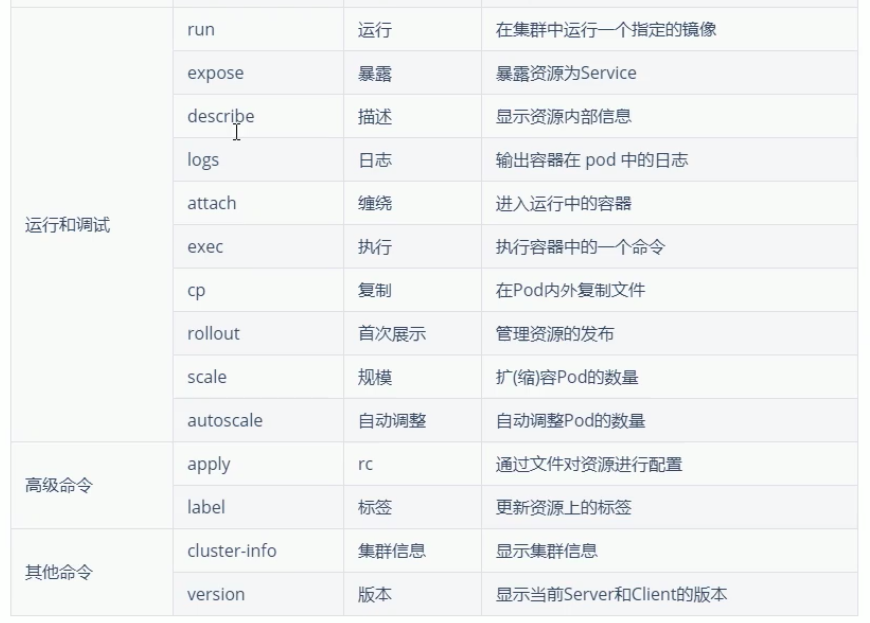 运行和调试
run 运行 在集群中运行一个指定的镜像
expose 暴露 暴露资源为Service
describe 描述 显示资源内部信息
logs 日志 输出容器在 pod 中的日志
attach 缠绕 进入运行中的容器
exec 执行 执行容器中的一个命令
cp 复制 在Pod内外复制文件
rollout 首次展示 管理资源的发布
scale 规模 扩(缩)容Pod的数量
autoscale 自动调整 自动调整Pod的数量
高级命令
apply rc 通过文件对资源进行配置
label 标签 更新资源上的标签
其他命令
cluster-info 集群信息 显示集群信息
version 版本 显示当前Server和Client的版本